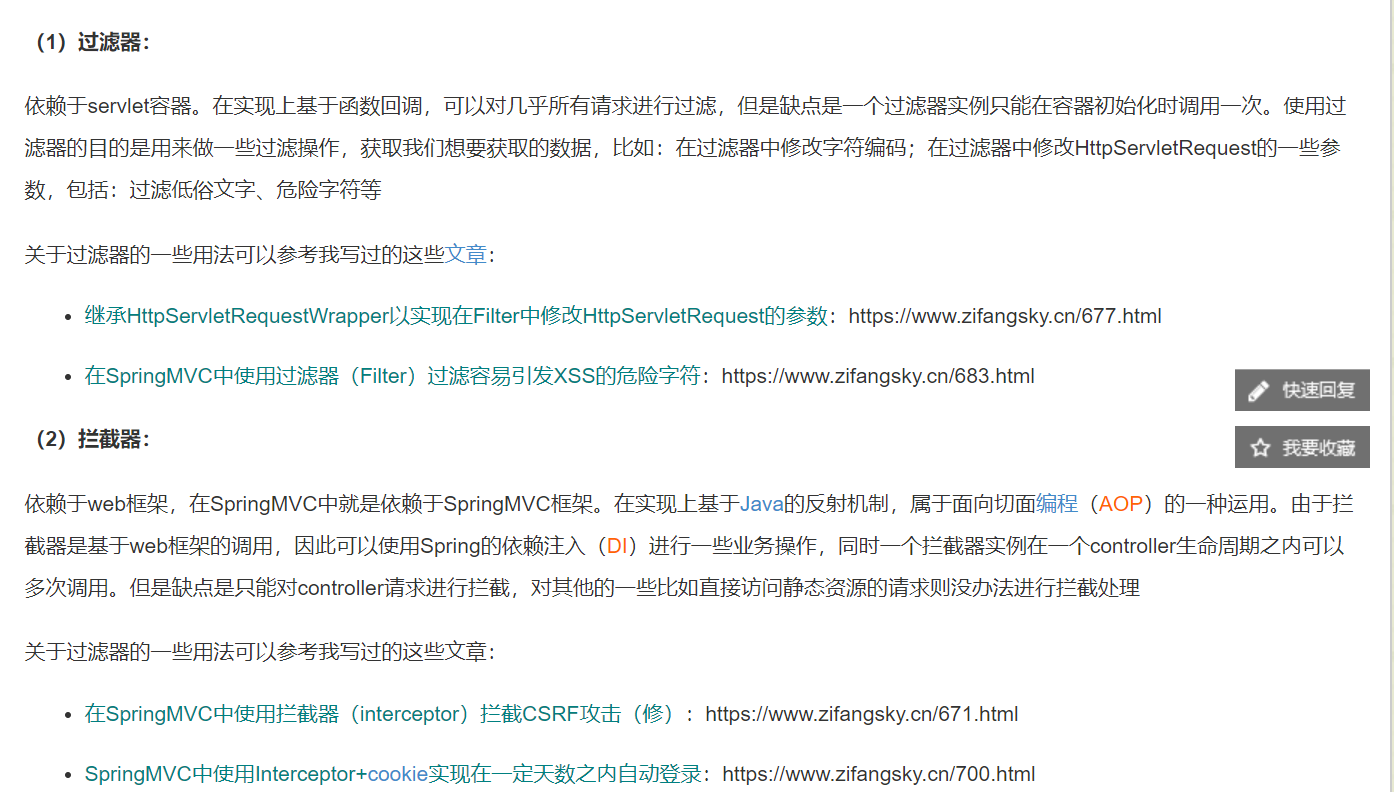 （1）过滤器：
依赖于servlet容器。在实现上基于函数回调，可以对几乎所有请求进行过滤，但是缺点是一个过滤器实例只能在容器初始化时调用一次。使用过
滤器的目的是用来做一些过滤操作，获取我们想要获取的数据，比如：在过滤器中修改字符编码；在过滤器中修改HttpServletRequest的一些参
数，包括：过滤低俗文字、危险字符等
关于过滤器的一些用法可以参考我写过的这些文章：
• 继承HttpServletRequestWrapper以实现在Filter中修改HttpServletRequest的参数：https://www.zifangsky.cn/677.html
• 在SpringMVC中使用过滤器（Filter）过滤容易引发XSS的危险字符：https://www.zifangsky.cn/683.html
快速回复
（2）拦截器：
我要收藏
依赖于web框架，在SpringMVC中就是依赖于SpringMVC框架。在实现上基于Java的反射机制，属于面向切面编程（AOP）的一种运用。由于拦
截器是基于web框架的调用，因此可以使用Spring的依赖注入（DI）进行一些业务操作，同时一个拦截器实例在一个controller生命周期之内可以
多次调用。但是缺点是只能对controller请求进行拦截，对其他的一些比如直接访问静态资源的请求则没办法进行拦截处理
关于过滤器的一些用法可以参考我写过的这些文章：
• 在SpringMVC中使用拦截器（interceptor）拦截CSRF攻击（修）：https://www.zifangsky.cn/671.html
• SpringMVC中使用Interceptor+cookie实现在一定天数之内自动登录：https://www.zifangsky.cn/700.html